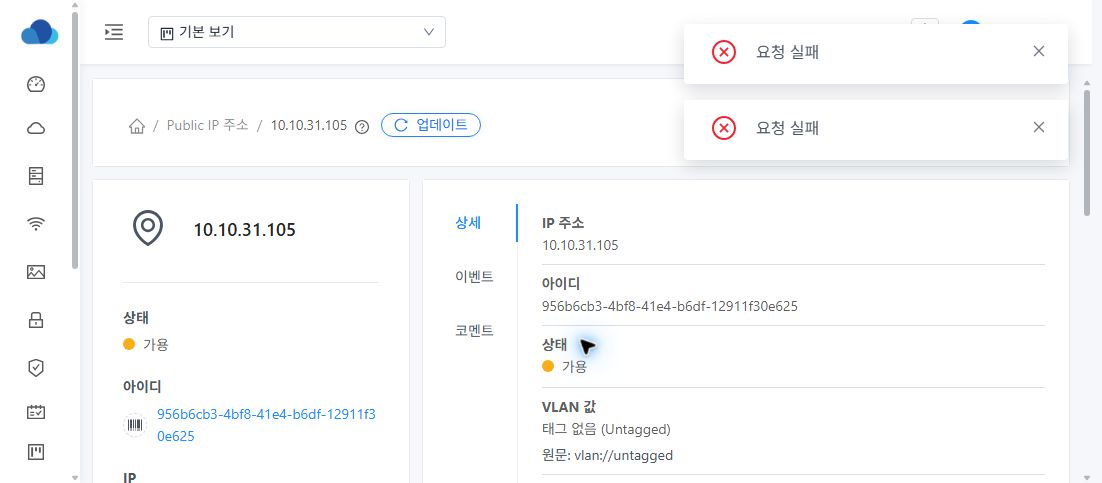 기본 보기
요청 실패
요청 실패
/ Public IP 주소 / 10.10.31.105 업데이트
10.10.31.105
상태
가용
아이디
956b6cb3-4bf8-41e4-b6df-12911f3
0e625
IP
상세
이벤트
코멘트
IP 주소
10.10.31.105
아이디
956b6cb3-4bf8-41e4-b6df-12911f30e625
상태
가용
VLAN 값
태그 없음 (Untagged)
원문: vlan://untagged